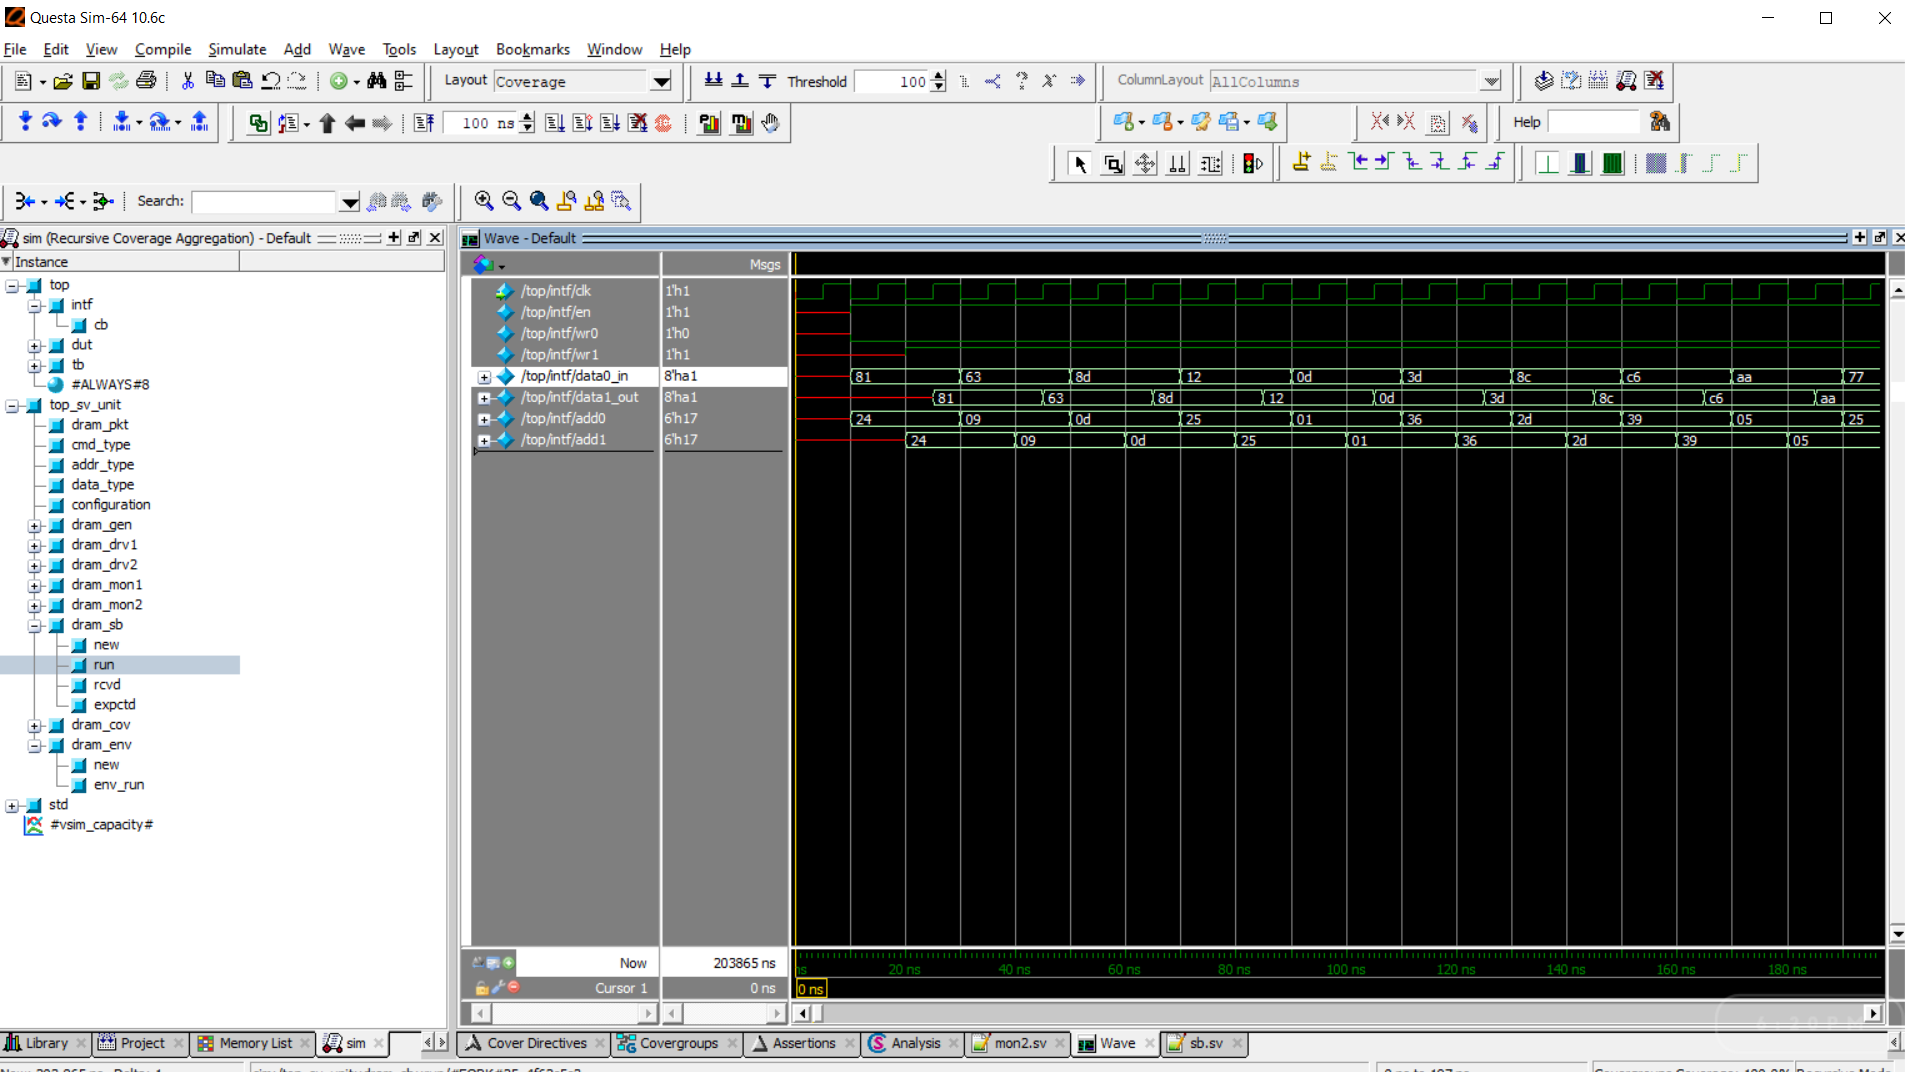 Questa Sim-64 10.6c
File Edit View Compile Simulate Add Wave Tools Layout Bookmarks Window Help
Layout Coverage Threshold 100 ColumnLayout AllColumns
100 ns Help
Search:
sim (Recursive Coverage Aggregation) - Default
Instance
top
intf
cb
dut
tb
#ALWAYS#8
top_sv_unit
dram_pkt
cmd_type
addr_type
data_type
configuration
dram_gen
dram_drv1
dram_drv2
dram_mon1
dram_mon2
dram_sb
new
run
rcvd
expctd
dram_cov
dram_env
new
env_run
std
#vsim_capacity#
Wave - Default
Msgs
/top/intf/clk 1'h1
/top/intf/en 1'h1
/top/intf/wr0 1'h0
/top/intf/wr1 1'h1
/top/intf/data0_in 8'ha1 81 63 8d 12 0d 3d 8c c6 aa 77
/top/intf/data1_out 8'ha1 81 63 8d 12 0d 3d 8c c6 aa
/top/intf/add0 6'h17 24 09 0d 25 01 36 2d 39 05 25
/top/intf/add1 6'h17 24 09 0d 25 01 36 2d 39 05
Now 203865 ns ns 20 ns 40 ns 60 ns 80 ns 100 ns 120 ns 140 ns 160 ns 180 ns
Cursor 1 0 ns 0 ns
Library Project Memory List sim Cover Directives Covergroups Assertions Analysis mon2.sv Wave sb.sv